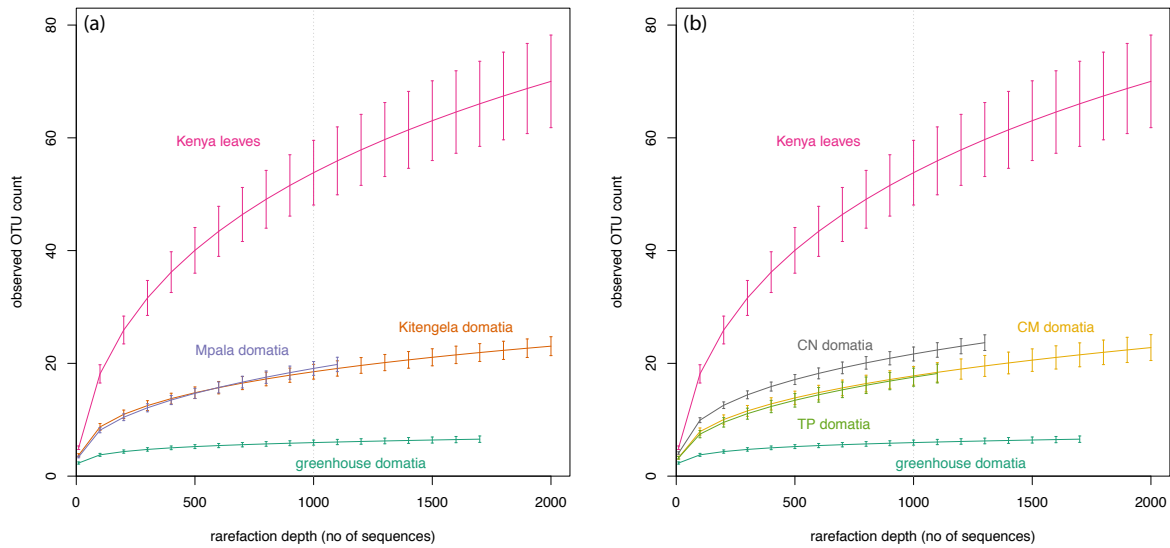 (a)
80
60
40
20
0
observed OTU count
Kenya leaves
Kitengela domatia
Mpala domatia
greenhouse domatia
0 500 1000 1500 2000
rarefaction depth (no of sequences)
(b)
80
60
40
20
0
observed OTU count
Kenya leaves
CM domatia
CN domatia
TP domatia
greenhouse domatia
0 500 1000 1500 2000
rarefaction depth (no of sequences)